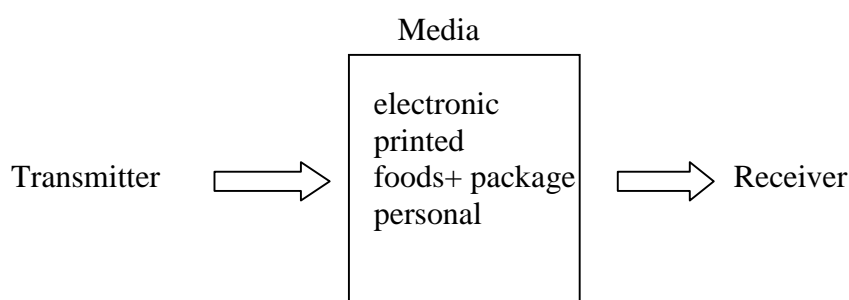 Media
electronic
printed
Transmitter
foods+ package
Receiver
personal